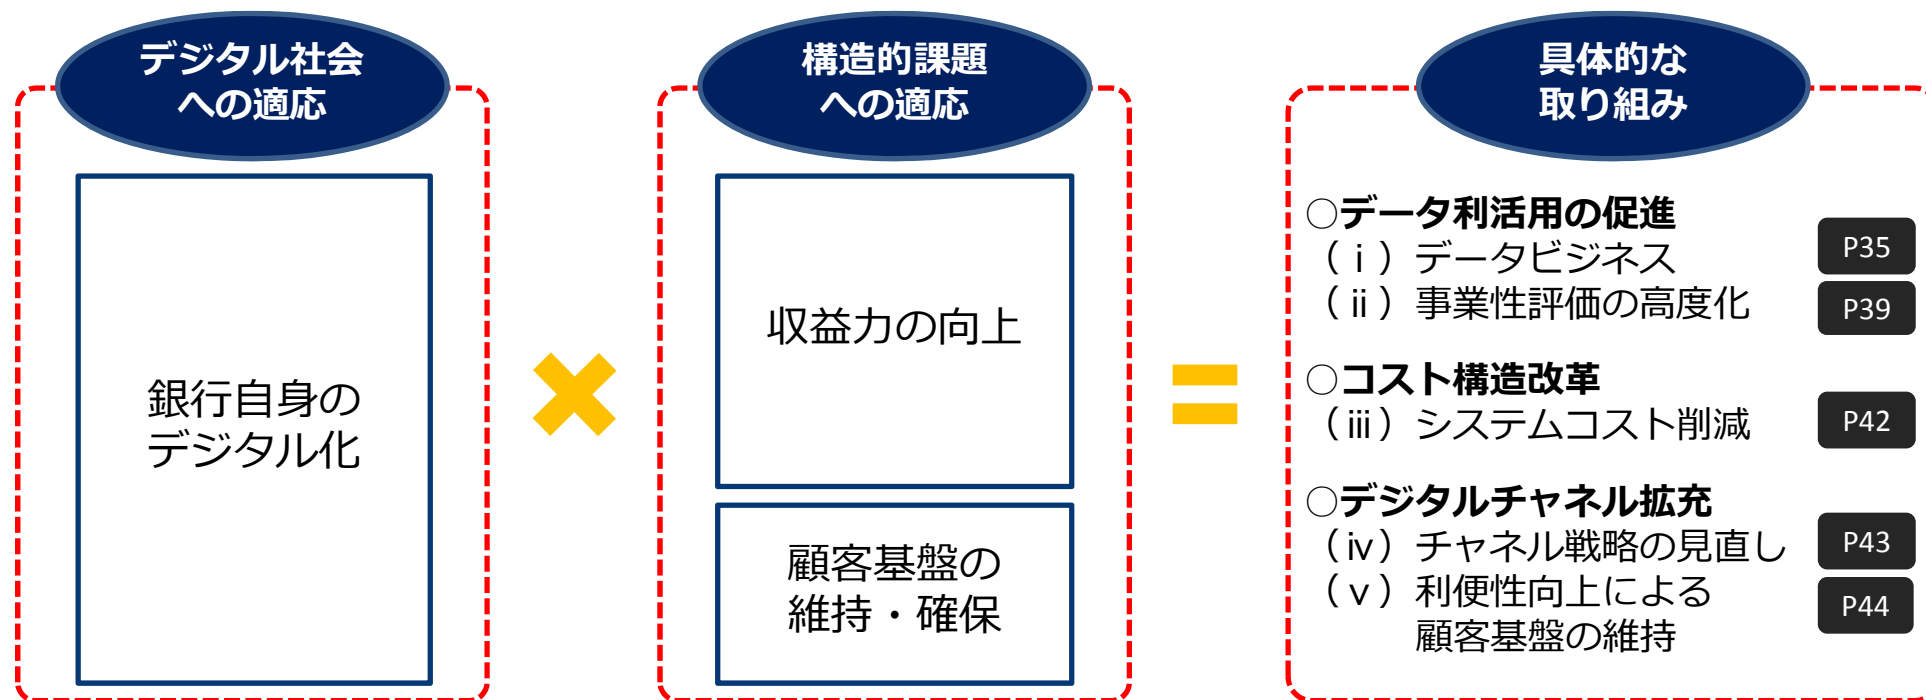 デジタル社会
への適応
銀行自身の
デジタル化
×
構造的課題
への適応
収益力の向上
顧客基盤の
維持・確保
=
具体的な
取り組み
○データ利活用の促進
（ⅰ）データビジネス P35
（ⅱ）事業性評価の高度化 P39
○コスト構造改革
（ⅲ）システムコスト削減 P42
○デジタルチャネル拡充
（ⅳ）チャネル戦略の見直し P43
（ⅴ）利便性向上による P44
顧客基盤の維持